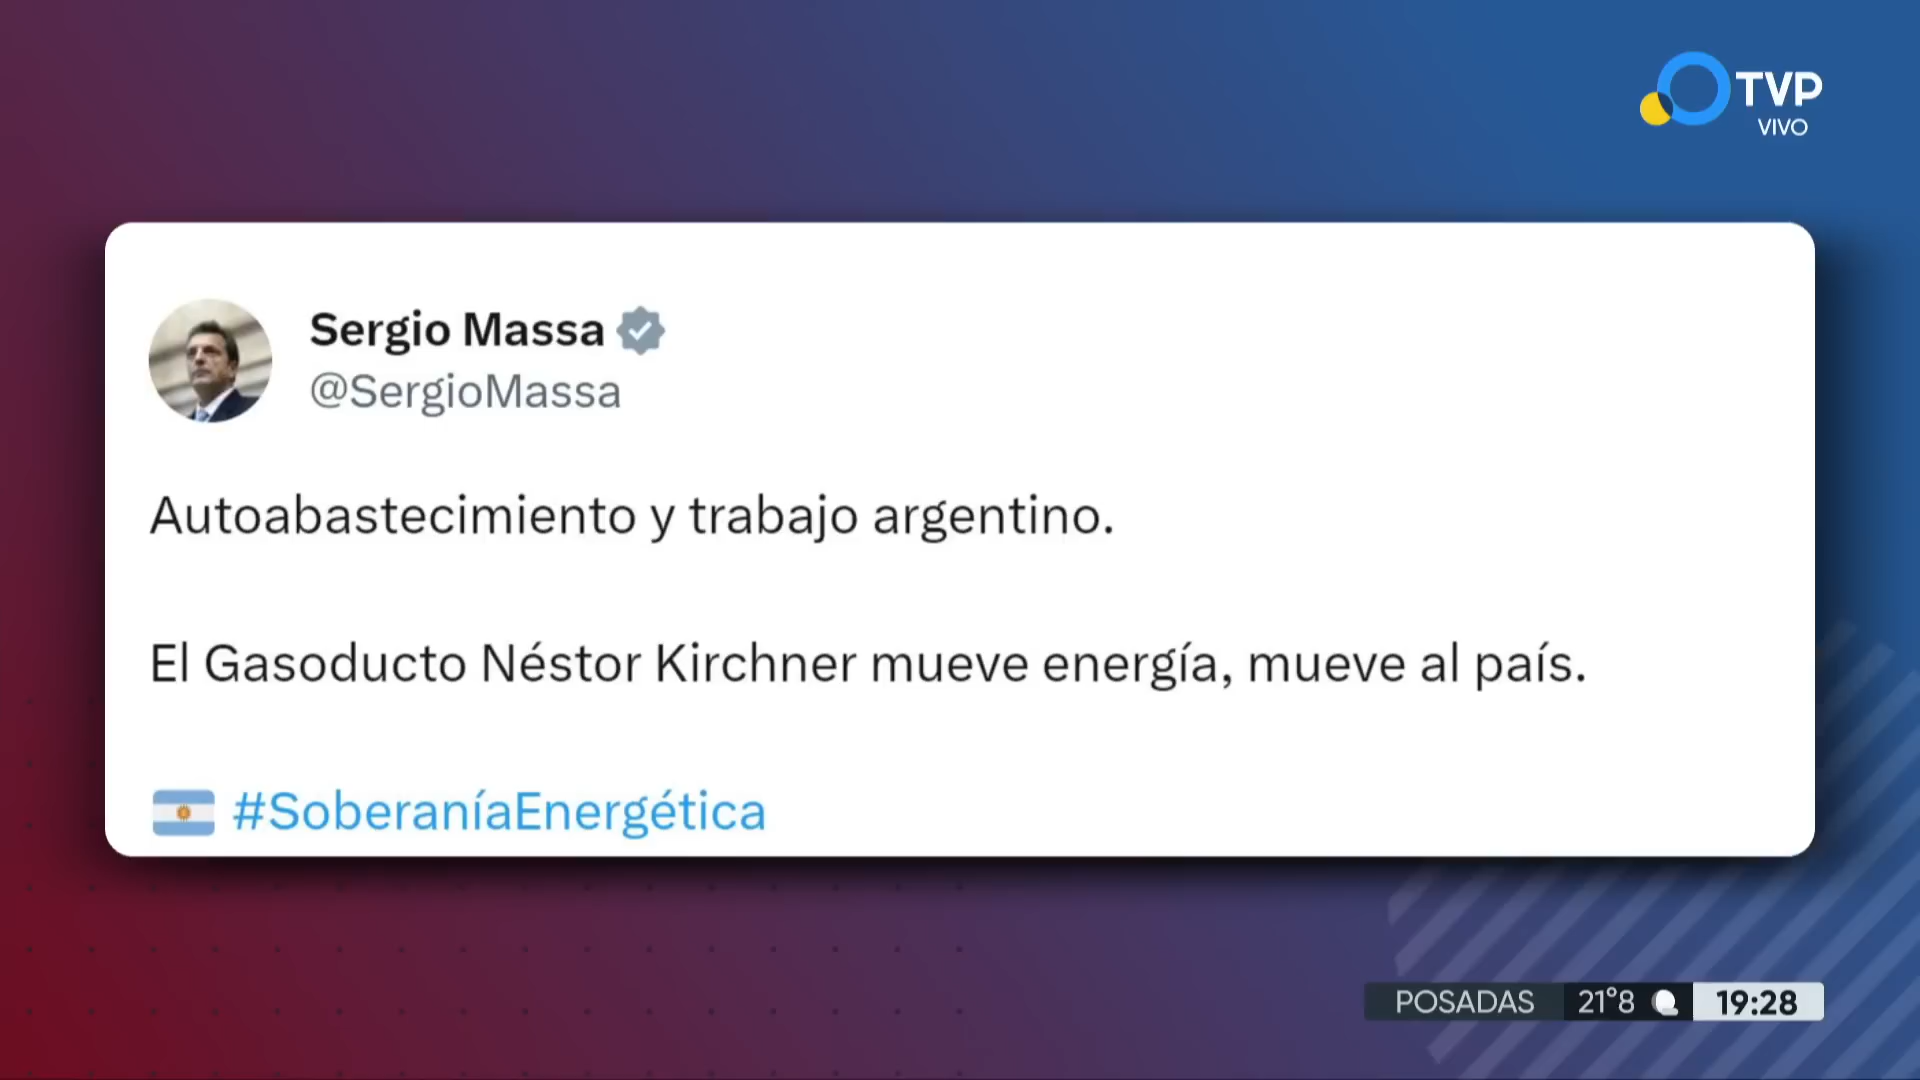 TVP
VIVO
Sergio Massa
@SergioMassa
Autoabastecimiento y trabajo argentino.
El Gasoducto Néstor Kirchner mueve energía, mueve al país.
#SoberaníaEnergética
POSADAS 21°8 19:28